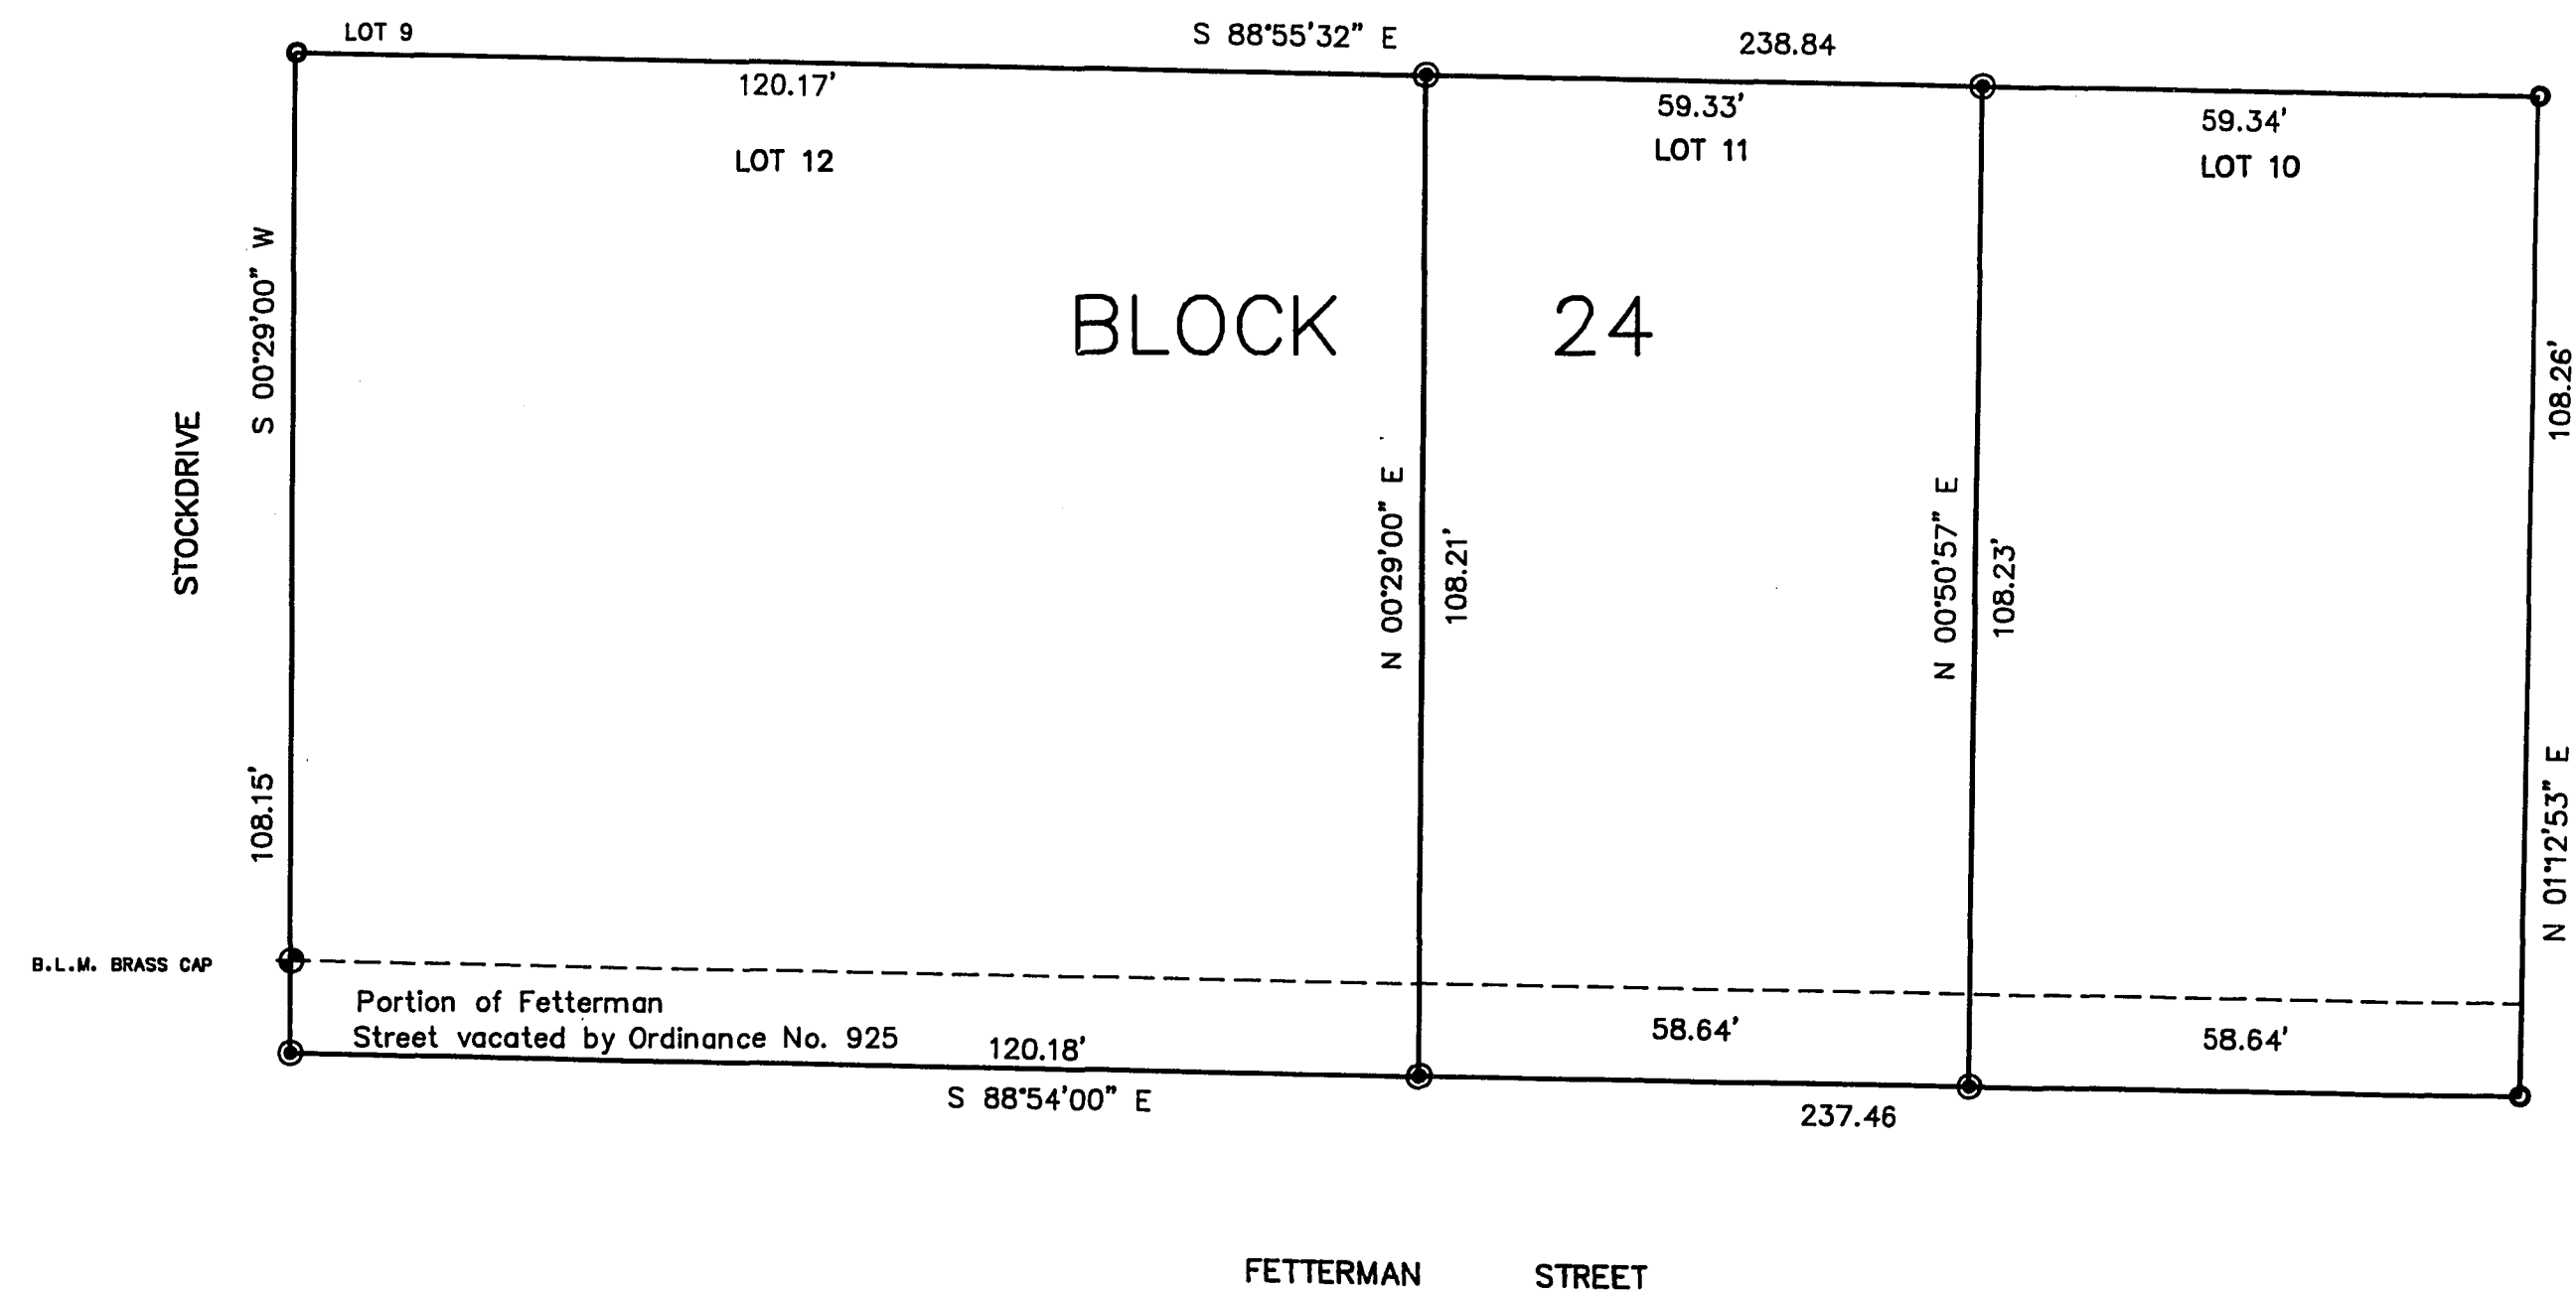 LOT 9
S 88°55'32" E
238.84
120.17'
59.33'
59.34'
LOT 12
LOT 11
LOT 10
BLOCK 24
STOCKDRIVE
S 00°29'00" W
108.15'
N 00°29'00" E
108.21'
N 00°50'57" E
108.23'
108.26'
N 01°12'53" E
B.L.M. BRASS CAP
Portion of Fetterman
Street vacated by Ordinance No. 925
120.18'
58.64'
58.64'
S 88°54'00" E
237.46
FETTERMAN STREET